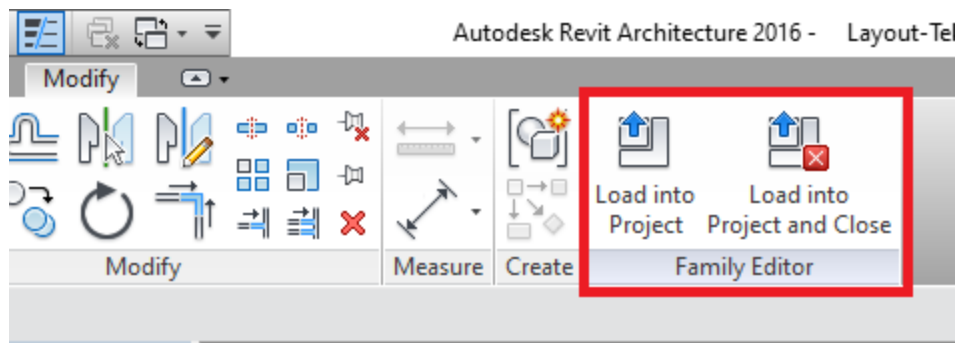 Autodesk Revit Architecture 2016 - Layout-Tel
Modify
Load into
Project
Load into
Project and Close
Modify
Measure
Create
Family Editor